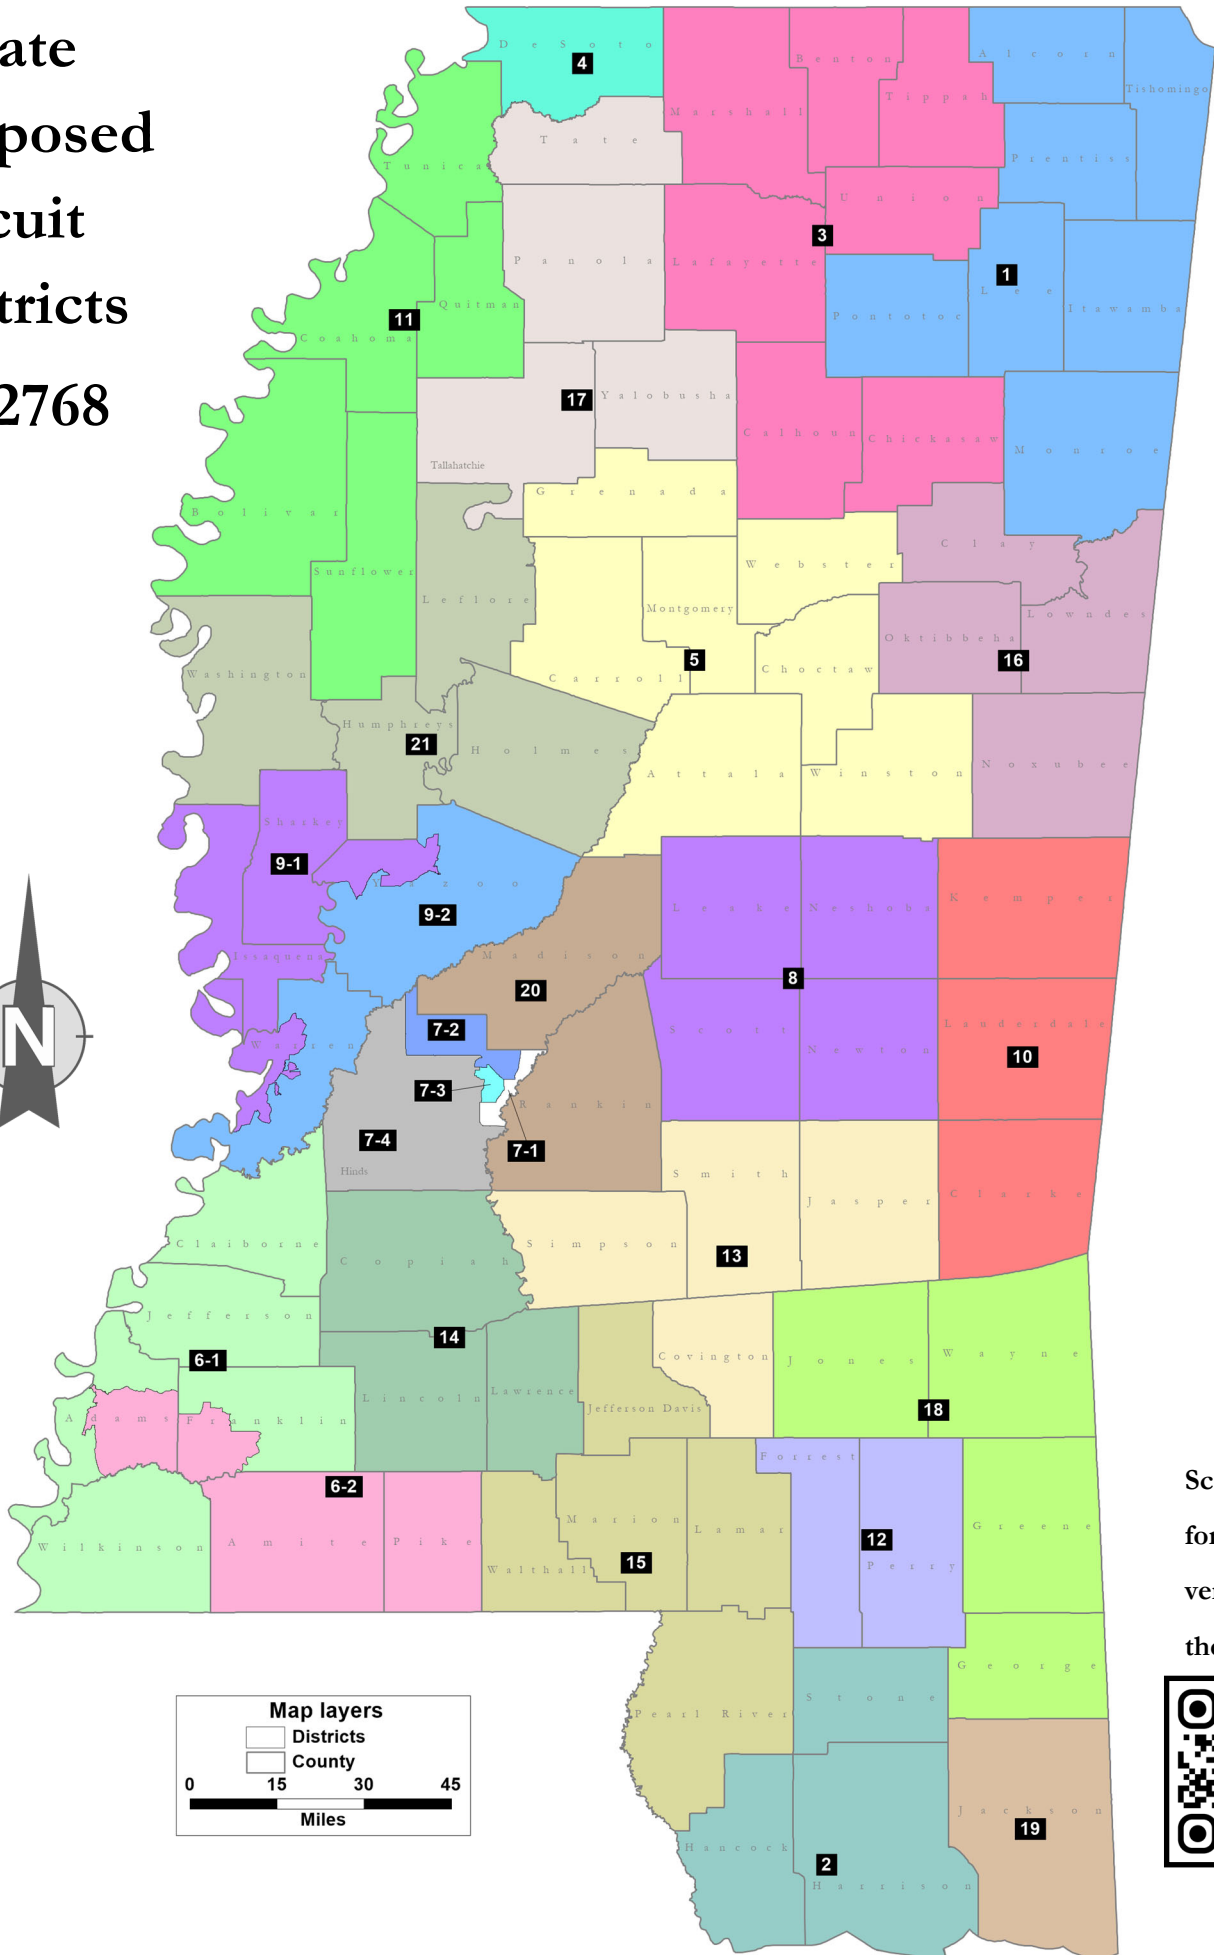 ate
posed
cuit
tricts
2768
DeSoto
4
Alcorn
Benton
Tishomingo
Tippah
Marshall
Tate
Tunica
Prentiss
Union
3
Panola
Lafayette
1
Lee
Quitman
Itawamba
11
Pontotoc
Coahoma
17
Yalobusha
Calhoun
Chickasaw
Monroe
Tallahatchie
Grenada
Bolivar
Clay
Webster
Sunflower
Leflore
Montgomery
Lowndes
Oktibbeha
5
16
Choctaw
Washington
Carroll
Humphreys
21
Holmes
Attala
Winston
Noxubee
Sharkey
9-1
Yazoo
9-2
Leake
Neshoba
Kemper
Issaquena
Madison
8
20
N
7-2
Scott
Lauderdale
Warren
Newton
10
7-3
Rankin
7-4
7-1
Hinds
Smith
Jasper
Clarke
Claiborne
Simpson
13
Copiah
Jefferson
14
6-1
Covington
Jones
Wayne
Lincoln
Lawrence
Jefferson Davis
18
Adams
Franklin
Forrest
6-2
Sc
Marion
Lamar
Greene
for
Wilkinson
Amite
Pike
12
15
Perry
Walthall
ver
the
George
Stone
Pearl River
Map layers
Districts
County
0 15 30 45
Miles
Jackson
19
Hancock
2
Harrison